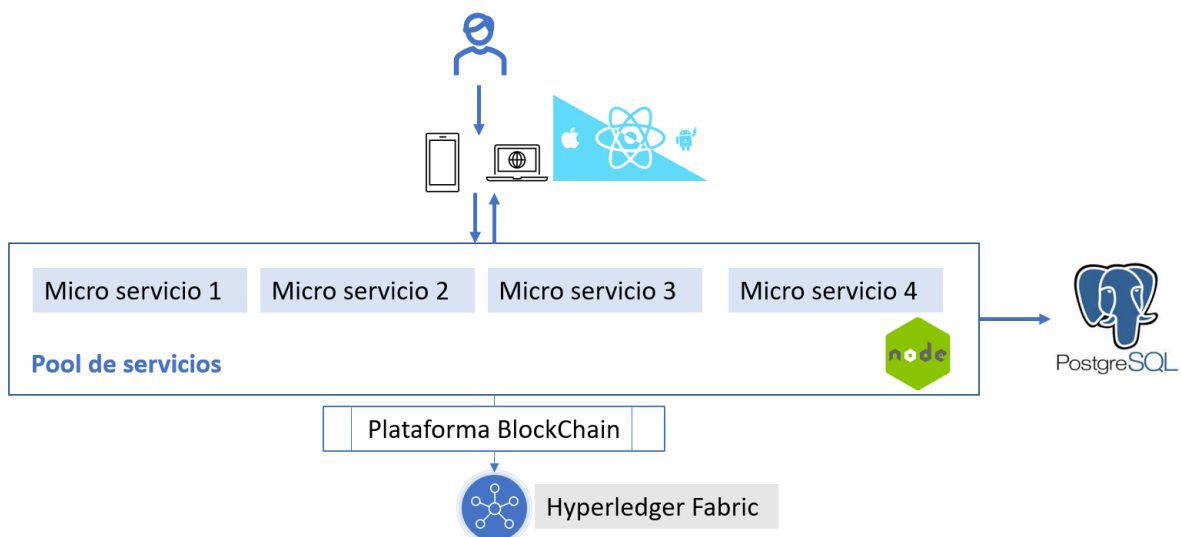 Micro servicio 1
Micro servicio 2
Micro servicio 3
Micro servicio 4
Pool de servicios
node
PostgreSQL
Plataforma BlockChain
Hyperledger Fabric